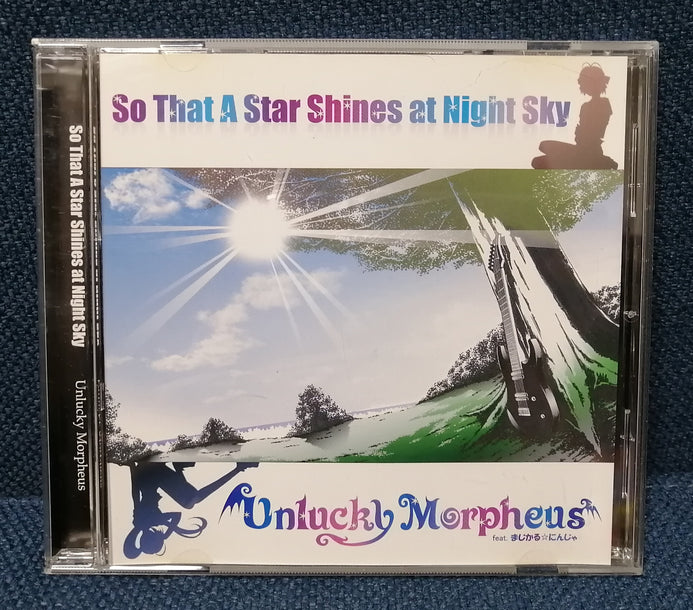 So That A Star Shines at Night Sky
So That A Star Shines at Night Sky
Unlucky Morpheus
Unlucky Morpheus
feat. まじかる☆にんじゃ